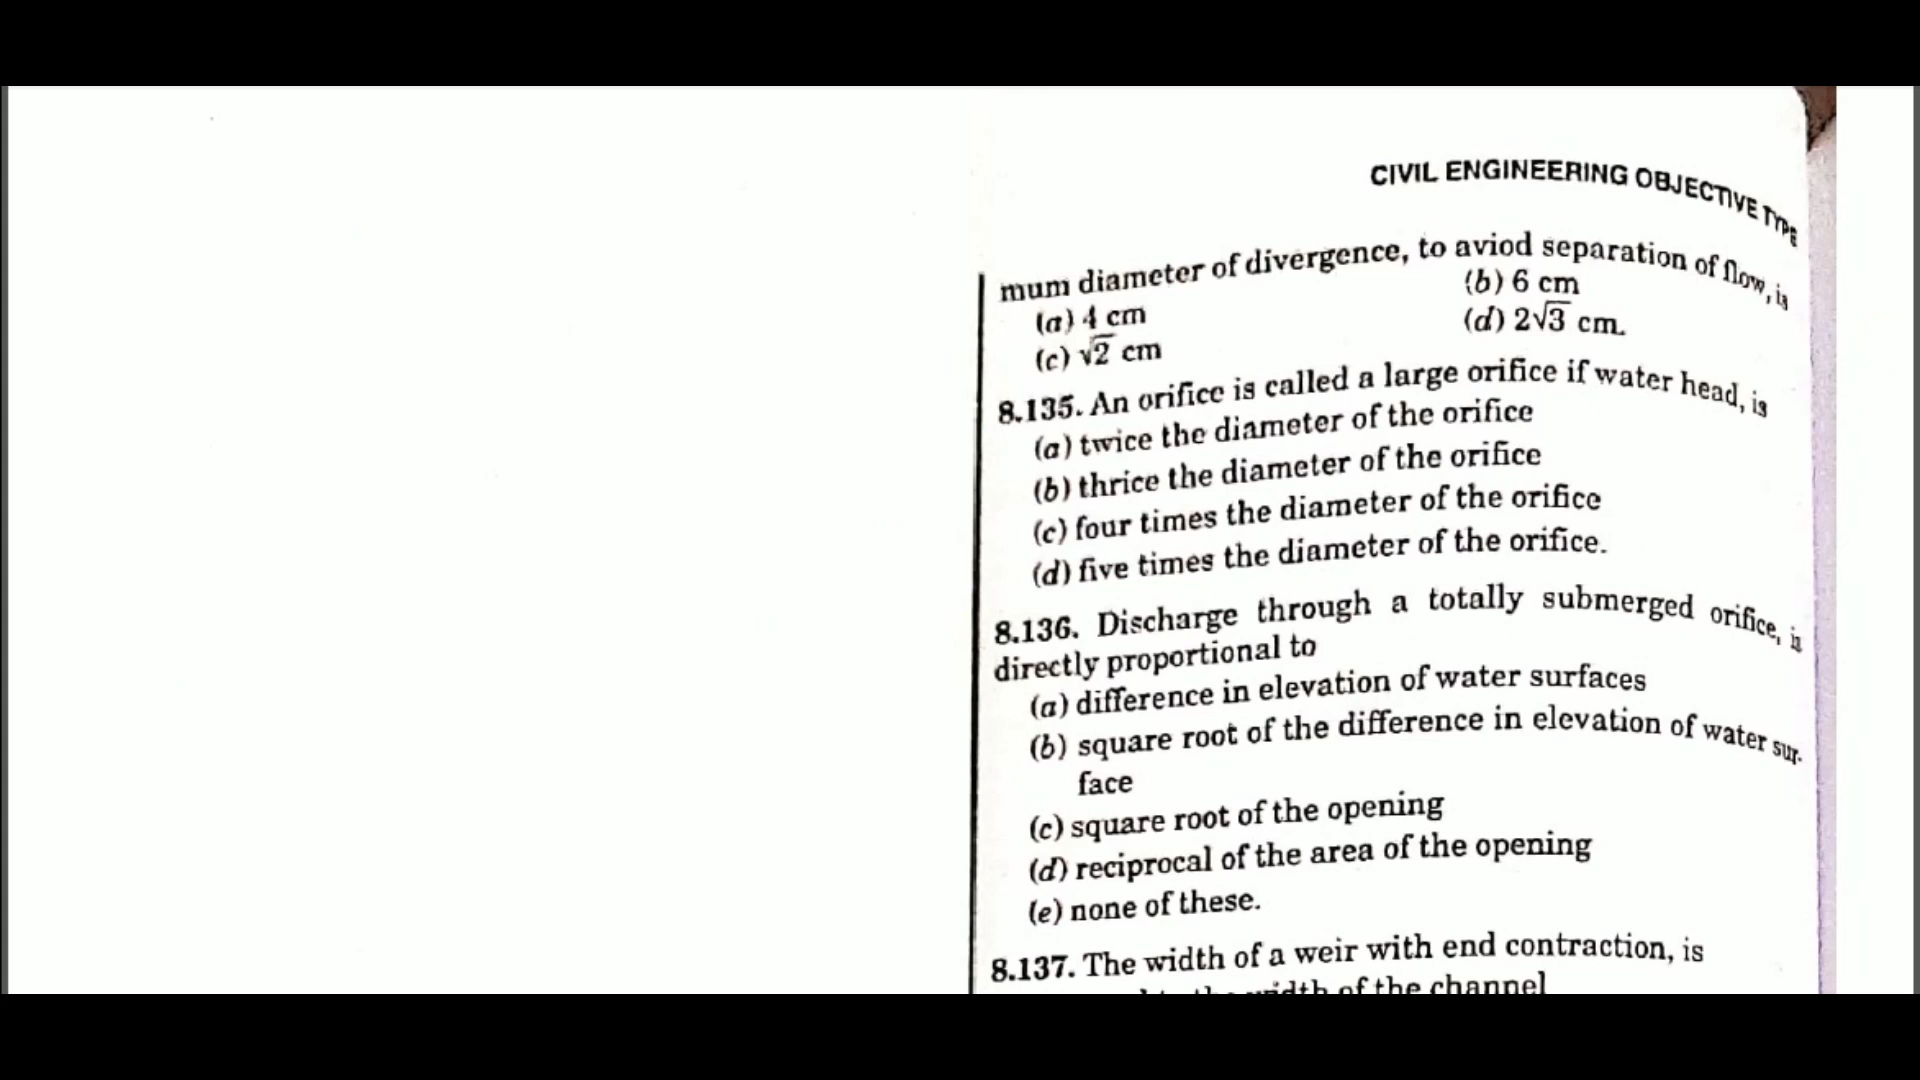 CIVIL ENGINEERING OBJECTIVE TYPE
mum diameter of divergence, to aviod separation of flow, is
(a) 4 cm (b) 6 cm
(c) √2 cm (d) 2√3 cm.
8.135. An orifice is called a large orifice if water head, is
(a) twice the diameter of the orifice
(b) thrice the diameter of the orifice
(c) four times the diameter of the orifice
(d) five times the diameter of the orifice.
8.136. Discharge through a totally submerged orifice, is
directly proportional to
(a) difference in elevation of water surfaces
(b) square root of the difference in elevation of water sur-
face
(c) square root of the opening
(d) reciprocal of the area of the opening
(e) none of these.
8.137. The width of a weir with end contraction, is
width of the channel